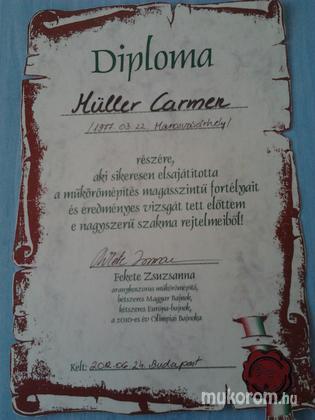 Diploma
Müller Carmen
/1977. 03. 22. Marosvásárhely/
részére,
aki sikeresen elsajátította
a műkörömépítés magasszintű fortélyait
és eredményes vizsgát tett előttem
e nagyszerű szakma rejtelmeiből!
Fekete Zsuzsanna
aranykoszorús műkörömépítő,
kétszeres Magyar Bajnok,
kétszeres Európa-bajnok,
a 2010-es év Olimpiai Bajnoka
Kelt: 2012. 06. 24. Budapest
mukorom.hu